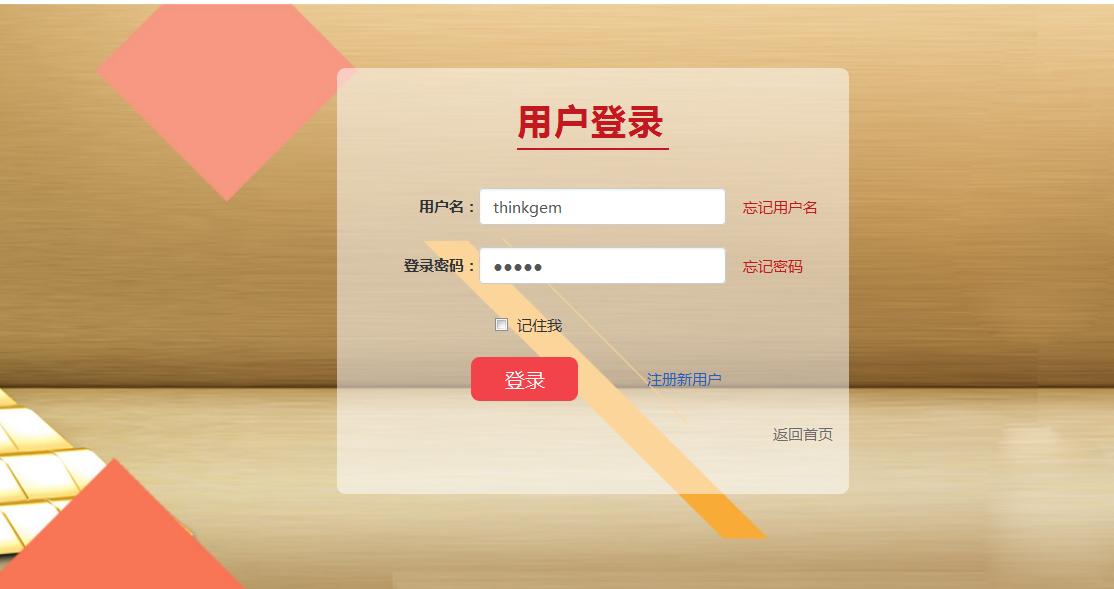 用户登录
用户名： thinkgem 忘记用户名
登录密码： ●●●●● 忘记密码
记住我
登录 注册新用户
返回首页